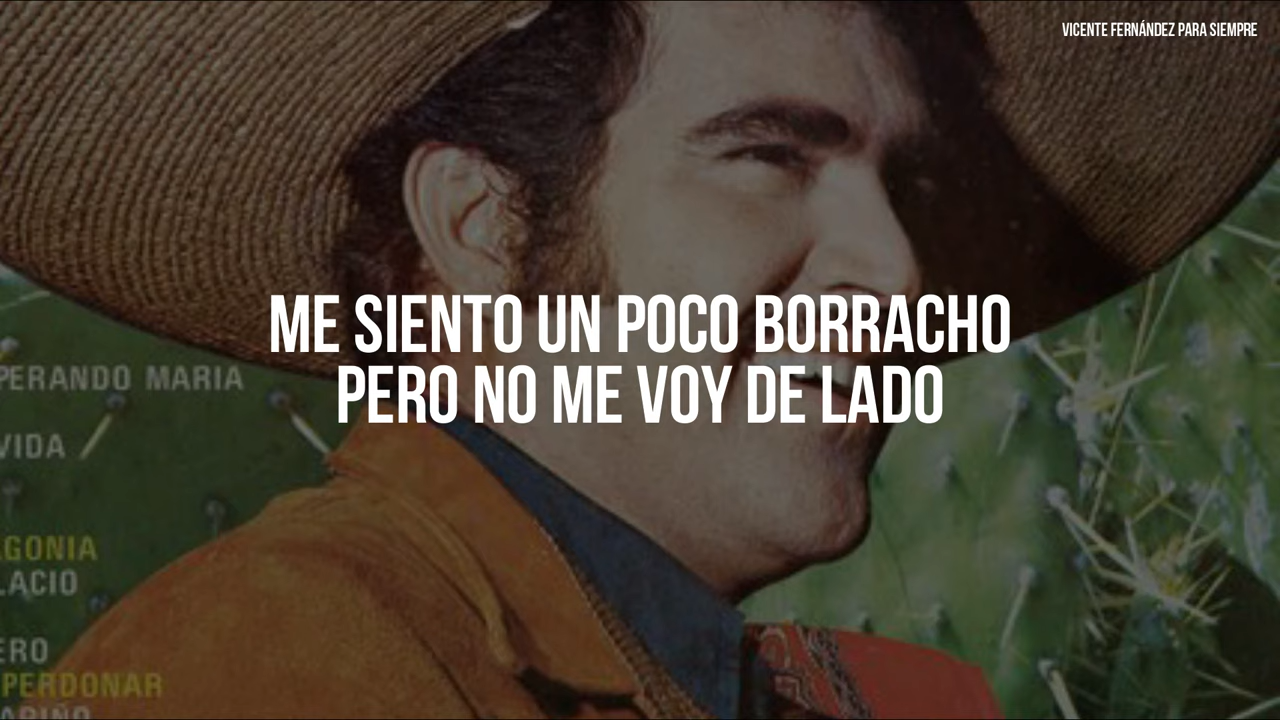 VICENTE FERNÁNDEZ PARA SIEMPRE
ME SIENTO UN POCO BORRACHO
PERO NO ME VOY DE LADO
PERANDO MARIA
VIDA
AGONIA
LACIO
ERO
PERDONAR